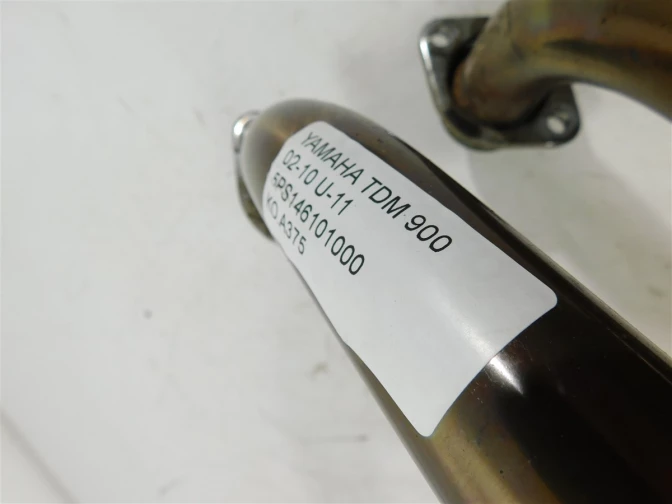 YAMAHA TDM 900
02-10 U-11
5PS146101000
KO A375